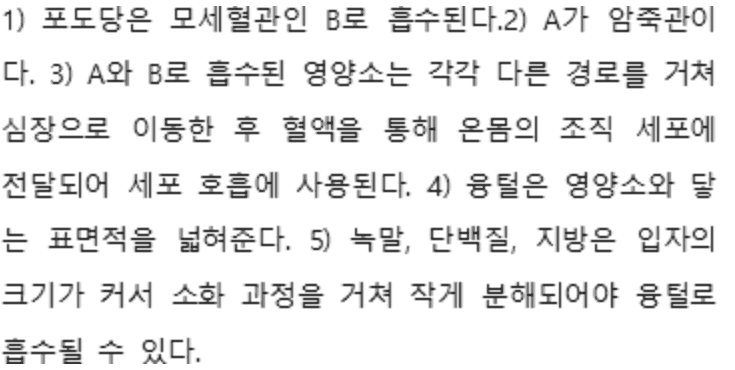 1) 포도당은 모세혈관인 B로 흡수된다.2) A가 암죽관이
다. 3) A와 B로 흡수된 영양소는 각각 다른 경로를 거쳐
심장으로 이동한 후 혈액을 통해 온몸의 조직 세포에
전달되어 세포 호흡에 사용된다. 4) 융털은 영양소와 닿
는 표면적을 넓혀준다. 5) 녹말, 단백질, 지방은 입자의
크기가 커서 소화 과정을 거쳐 작게 분해되어야 융털로
흡수될 수 있다.